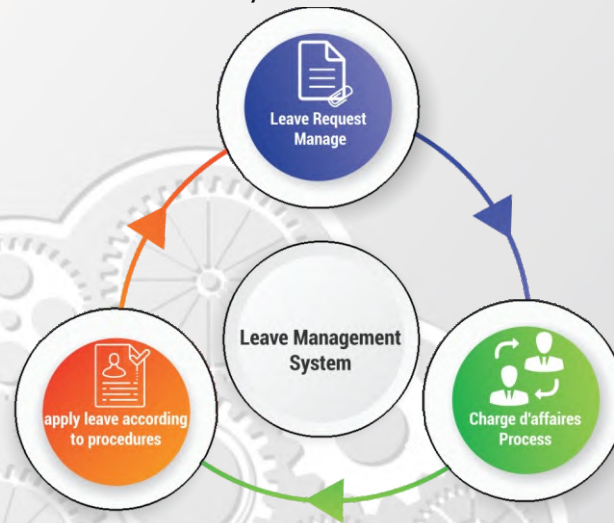 Leave Request
Manage
Leave Management
System
apply leave according
to procedures
Charge d'affaires
Process